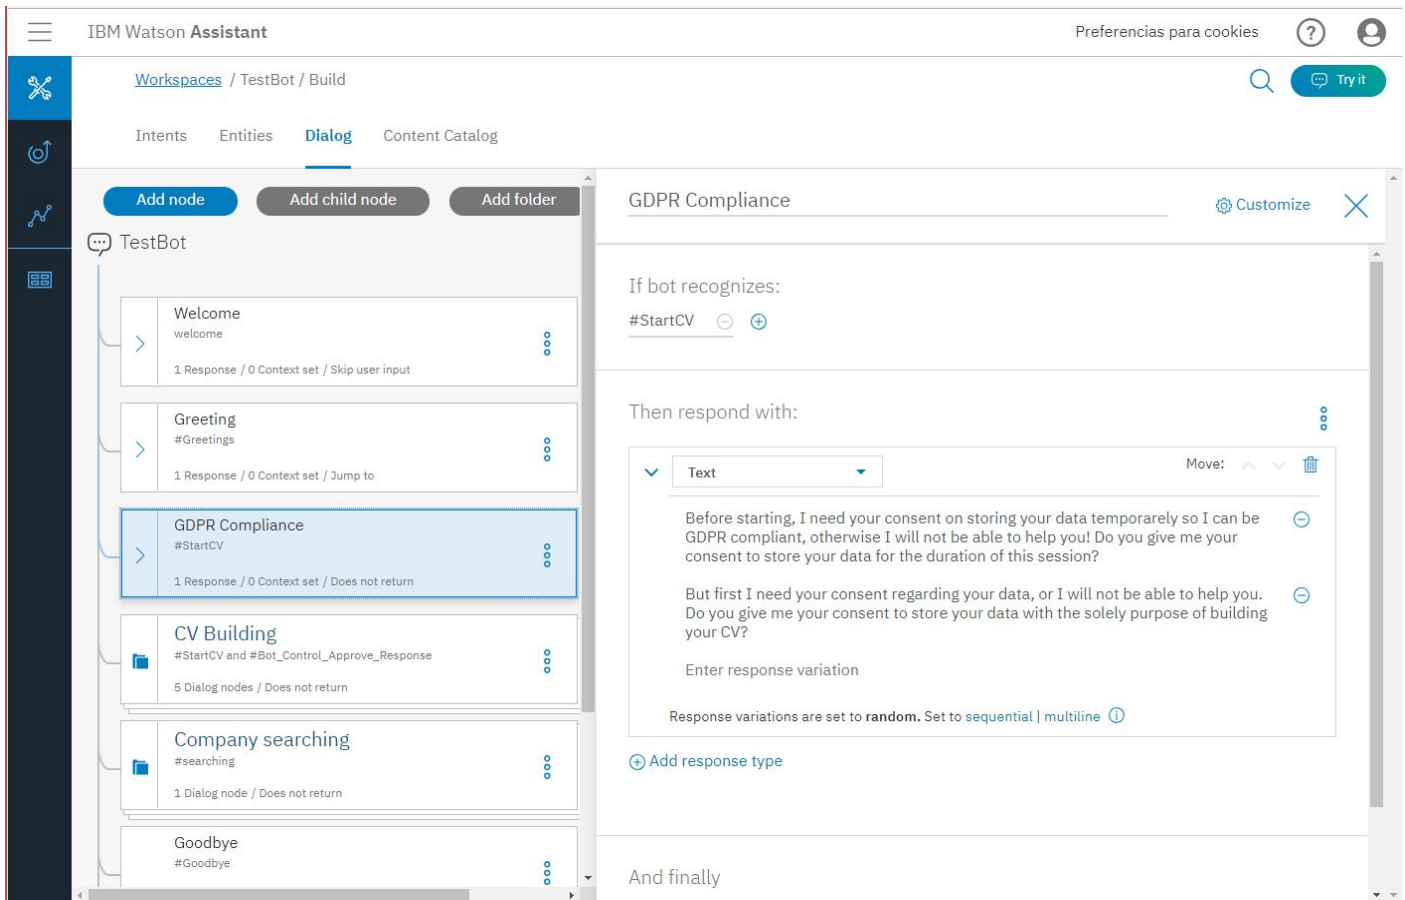 IBM Watson Assistant
Preferencias para cookies
?
Workspaces / TestBot / Build
Try it
Intents Entities Dialog Content Catalog
Add node
Add child node
Add folder
TestBot
Welcome
welcome
1 Response / 0 Context set / Skip user input
Greeting
#Greetings
1 Response / 0 Context set / Jump to
GDPR Compliance
#StartCV
1 Response / 0 Context set / Does not return
CV Building
#StartCV and #Bot_Control_Approve_Response
5 Dialog nodes / Does not return
Company searching
#searching
1 Dialog node / Does not return
Goodbye
#Goodbye
GDPR Compliance
Customize
If bot recognizes:
#StartCV
Then respond with:
Text
Move:
Before starting, I need your consent on storing your data temporarely so I can be
GDPR compliant, otherwise I will not be able to help you! Do you give me your
consent to store your data for the duration of this session?
But first I need your consent regarding your data, or I will not be able to help you.
Do you give me your consent to store your data with the solely purpose of building
your CV?
Enter response variation
Response variations are set to random. Set to sequential | multiline
Add response type
And finally